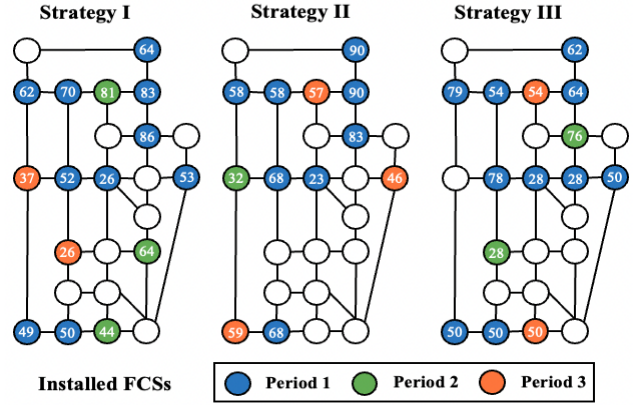 Strategy I Strategy II Strategy III
64 90 62
62 70 81 83 58 58 57 90 79 54 54 64
86 83 76
37 52 26 53 32 68 23 46 78 28 28 50
26 64 28
49 50 44 59 68 50 50 50
Installed FCSs Period 1 Period 2 Period 3